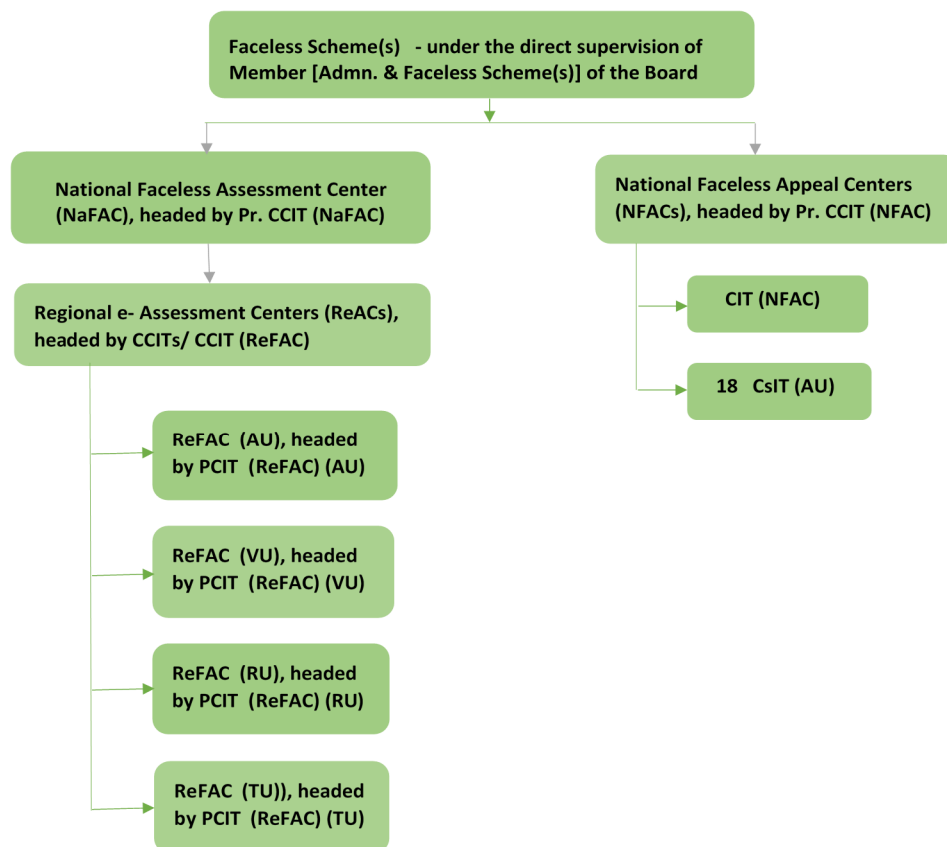 Faceless Scheme(s) - under the direct supervision of
Member [Admn. & Faceless Scheme(s)] of the Board
National Faceless Assessment Center
(NaFAC), headed by Pr. CCIT (NaFAC)
National Faceless Appeal Centers
(NFACs), headed by Pr. CCIT (NFAC)
Regional e- Assessment Centers (ReACs),
headed by CCITs/ CCIT (ReFAC)
CIT (NFAC)
18 CsIT (AU)
ReFAC (AU), headed
by PCIT (ReFAC) (AU)
ReFAC (VU), headed
by PCIT (ReFAC) (VU)
ReFAC (RU), headed
by PCIT (ReFAC) (RU)
ReFAC (TU)), headed
by PCIT (ReFAC) (TU)